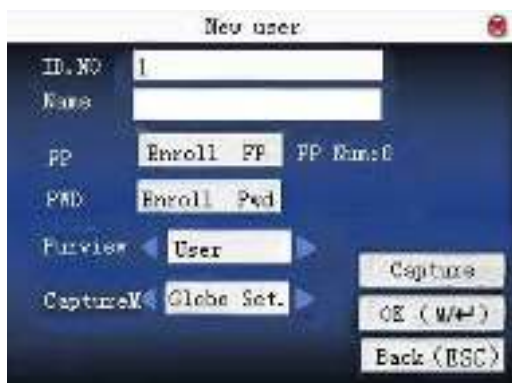 New user
ID.NO 1
Name
FP Enroll FP FP Num:0
PWD Enroll Pwd
Purview User
CaptureM Globe Set.
Capture
OK (M/↵)
Back (ESC)